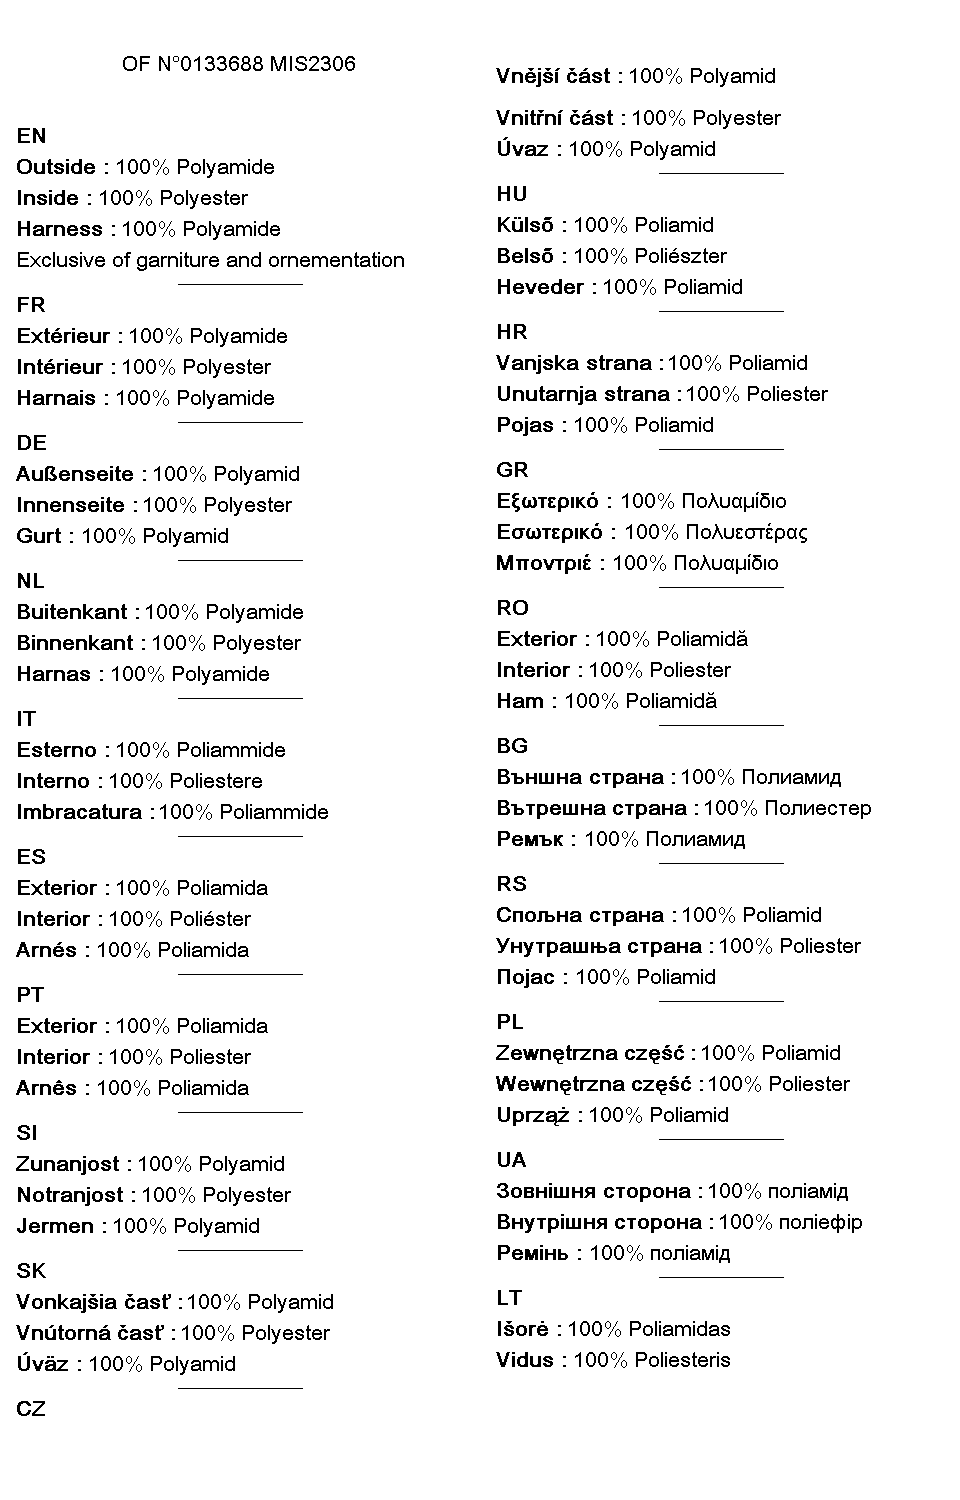 OF N°0133688 MIS2306
EN
Outside : 100% Polyamide
Inside : 100% Polyester
Harness : 100% Polyamide
Exclusive of garniture and ornementation
FR
Extérieur : 100% Polyamide
Intérieur : 100% Polyester
Harnais : 100% Polyamide
DE
Außenseite : 100% Polyamid
Innenseite : 100% Polyester
Gurt : 100% Polyamid
NL
Buitenkant : 100% Polyamide
Binnenkant : 100% Polyester
Harnas : 100% Polyamide
IT
Esterno : 100% Poliammide
Interno : 100% Poliestere
Imbracatura : 100% Poliammide
ES
Exterior : 100% Poliamida
Interior : 100% Poliéster
Arnés : 100% Poliamida
PT
Exterior : 100% Poliamida
Interior : 100% Poliester
Arnês : 100% Poliamida
SI
Zunanjost : 100% Polyamid
Notranjost : 100% Polyester
Jermen : 100% Polyamid
SK
Vonkajšia časť : 100% Polyamid
Vnútorná časť : 100% Polyester
Úväz : 100% Polyamid
CZ
Vnější část : 100% Polyamid
Vnitřní část : 100% Polyester
Úvaz : 100% Polyamid
HU
Külsõ : 100% Poliamid
Belsõ : 100% Poliészter
Heveder : 100% Poliamid
HR
Vanjska strana : 100% Poliamid
Unutarnja strana : 100% Poliester
Pojas : 100% Poliamid
GR
Εξωτερικό : 100% Πολυαμίδιο
Εσωτερικό : 100% Πολυεστέρας
Μποντριέ : 100% Πολυαμίδιο
RO
Exterior : 100% Poliamidă
Interior : 100% Poliester
Ham : 100% Poliamidă
BG
Външна страна : 100% Полиамид
Вътрешна страна : 100% Полиестер
Ремък : 100% Полиамид
RS
Спољна страна : 100% Poliamid
Унутрашња страна : 100% Poliester
Појас : 100% Poliamid
PL
Zewnętrzna część : 100% Poliamid
Wewnętrzna część : 100% Poliester
Uprząż : 100% Poliamid
UA
Зовнішня сторона : 100% поліамід
Внутрішня сторона : 100% поліефір
Ремінь : 100% поліамід
LT
Išorė : 100% Poliamidas
Vidus : 100% Poliesteris